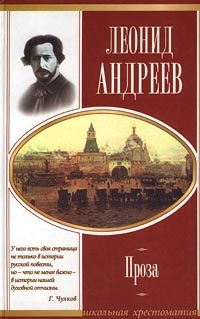 ЛЕОНИД
АНДРЕЕВ
У него есть своя страница
не только в истории
русской повести,
но — что не менее важно —
в истории нашей
духовной отчизны.
Г. Чулков
Проза
школьная хрестоматия